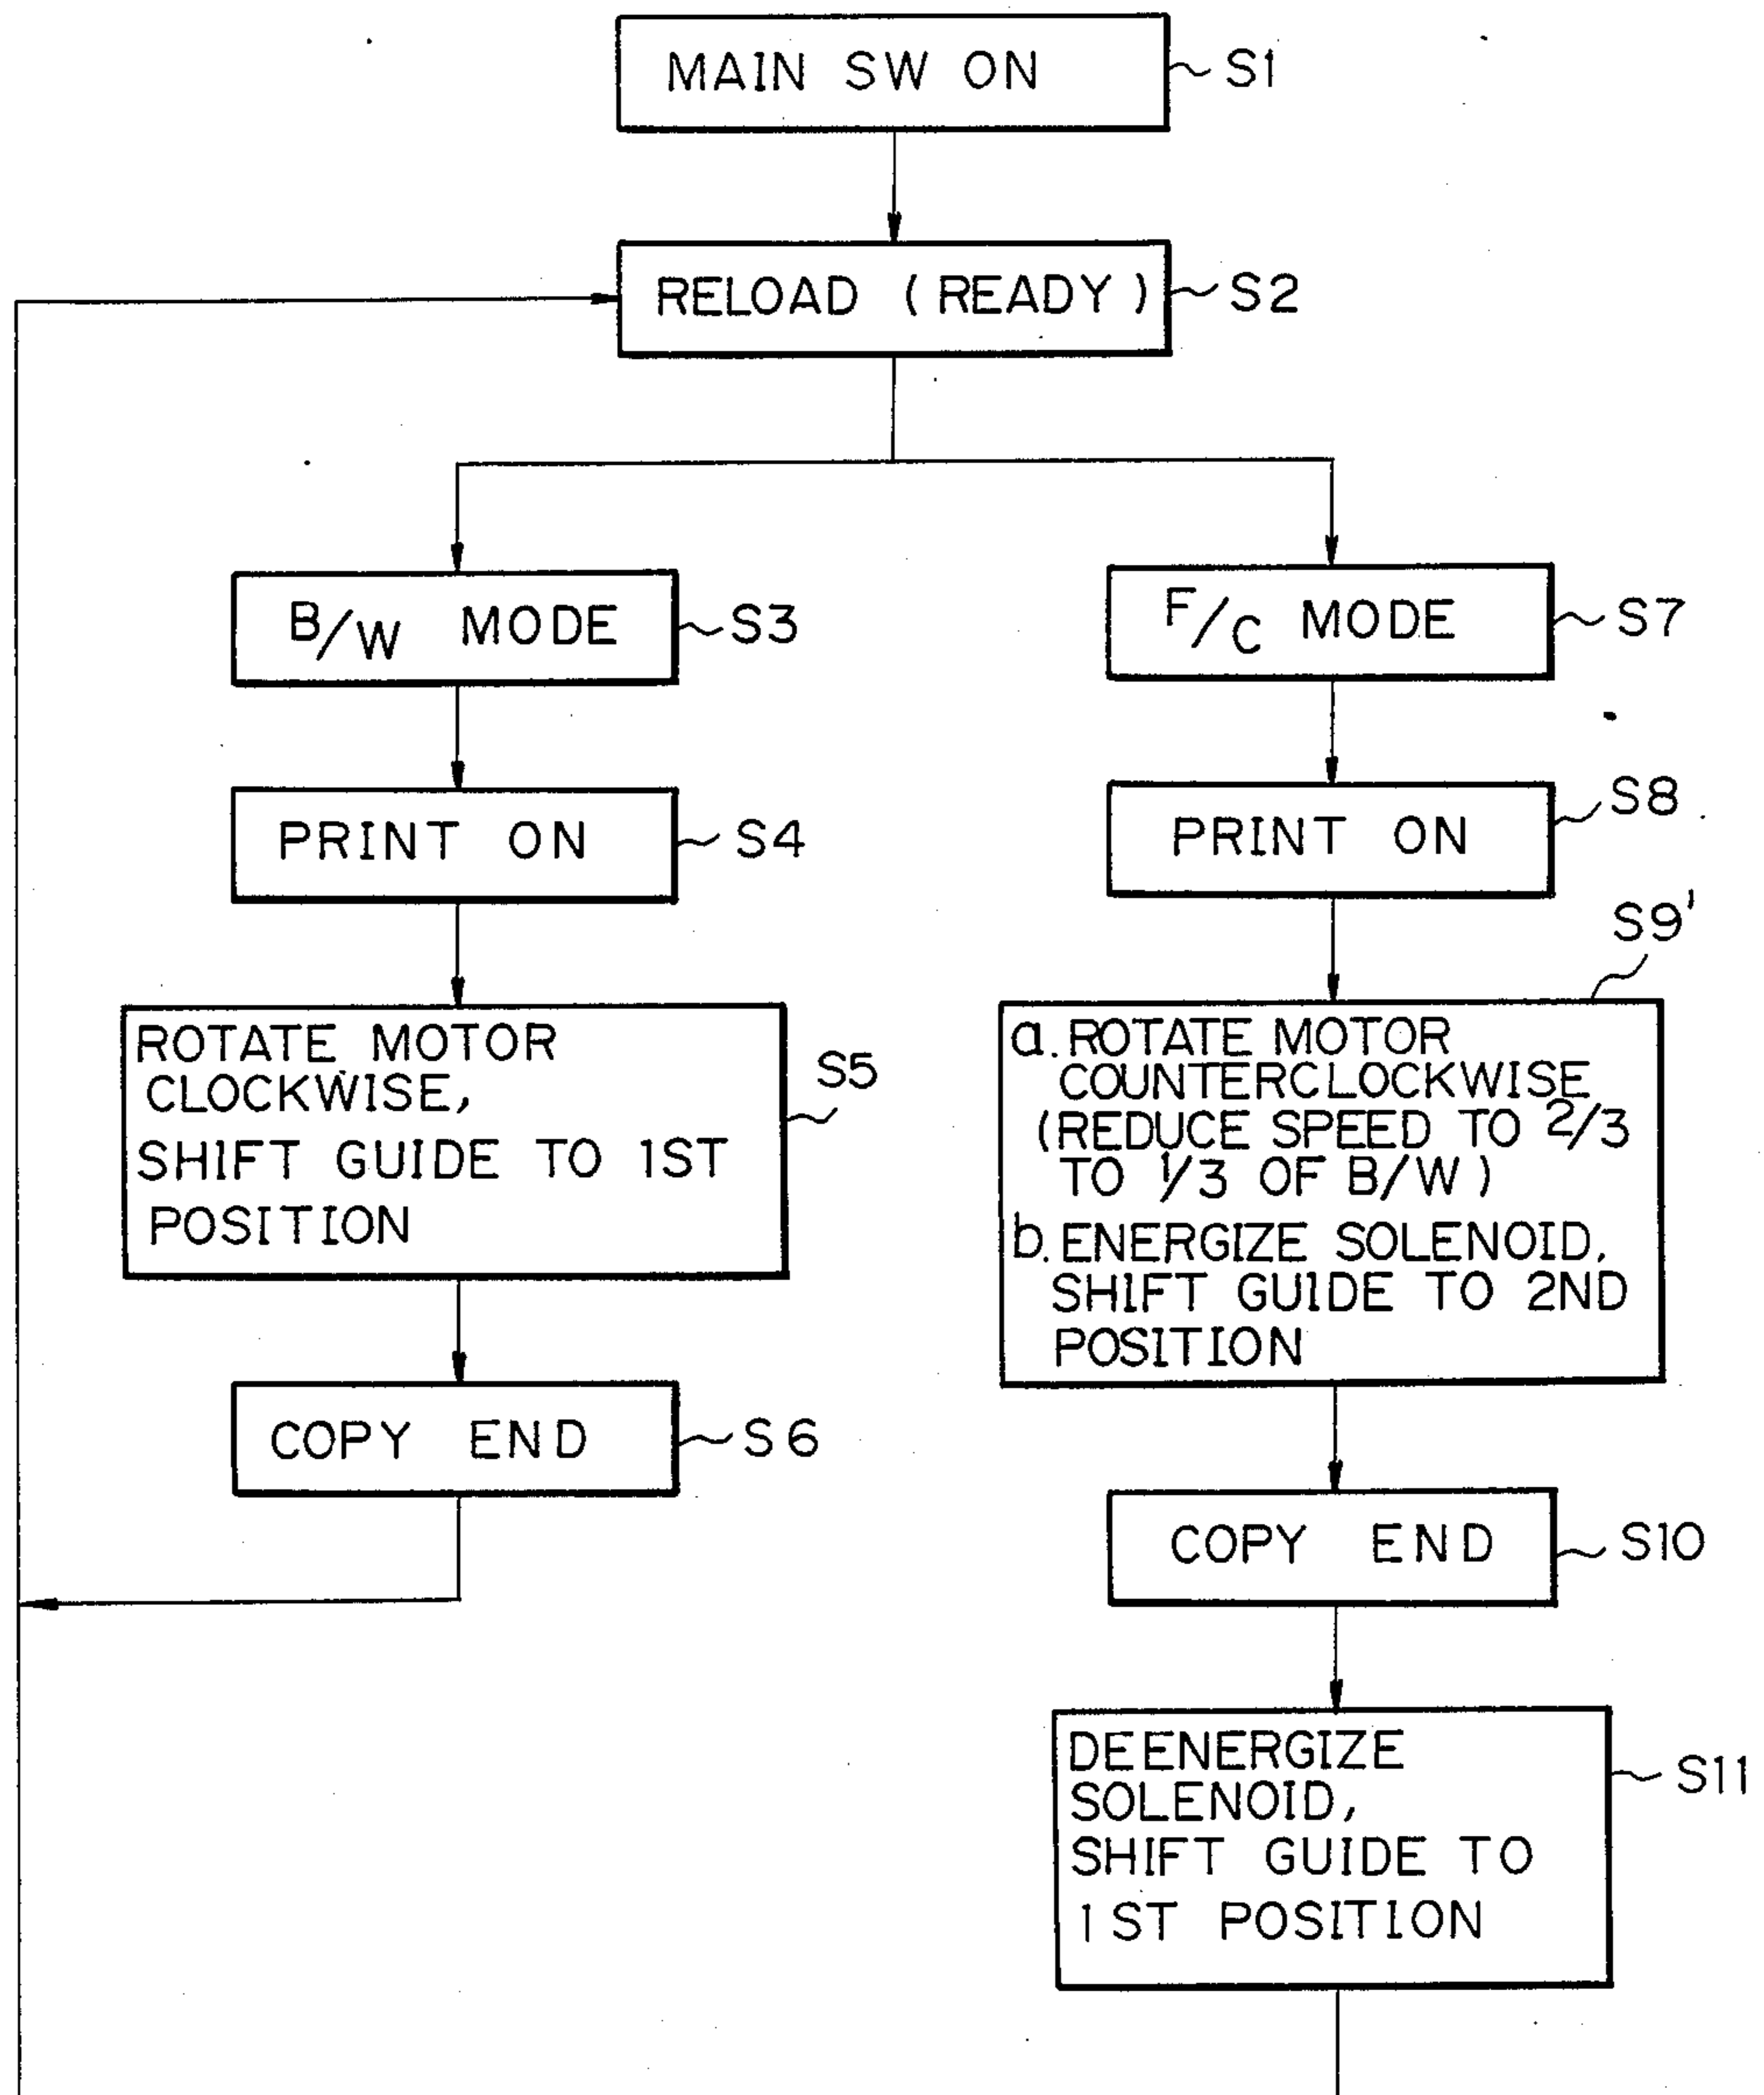 MAIN SW ON
S1
RELOAD (READY)
S2
B/W MODE
S3
PRINT ON
S4
ROTATE MOTOR
CLOCKWISE,
SHIFT GUIDE TO 1ST
POSITION
S5
COPY END
S6
F/C MODE
S7
PRINT ON
S8
S9'
a. ROTATE MOTOR
COUNTERCLOCKWISE
(REDUCE SPEED TO 2/3
TO 1/3 OF B/W)
b. ENERGIZE SOLENOID,
SHIFT GUIDE TO 2ND
POSITION
COPY END
S10
DEENERGIZE
SOLENOID,
SHIFT GUIDE TO
1ST POSITION
S11